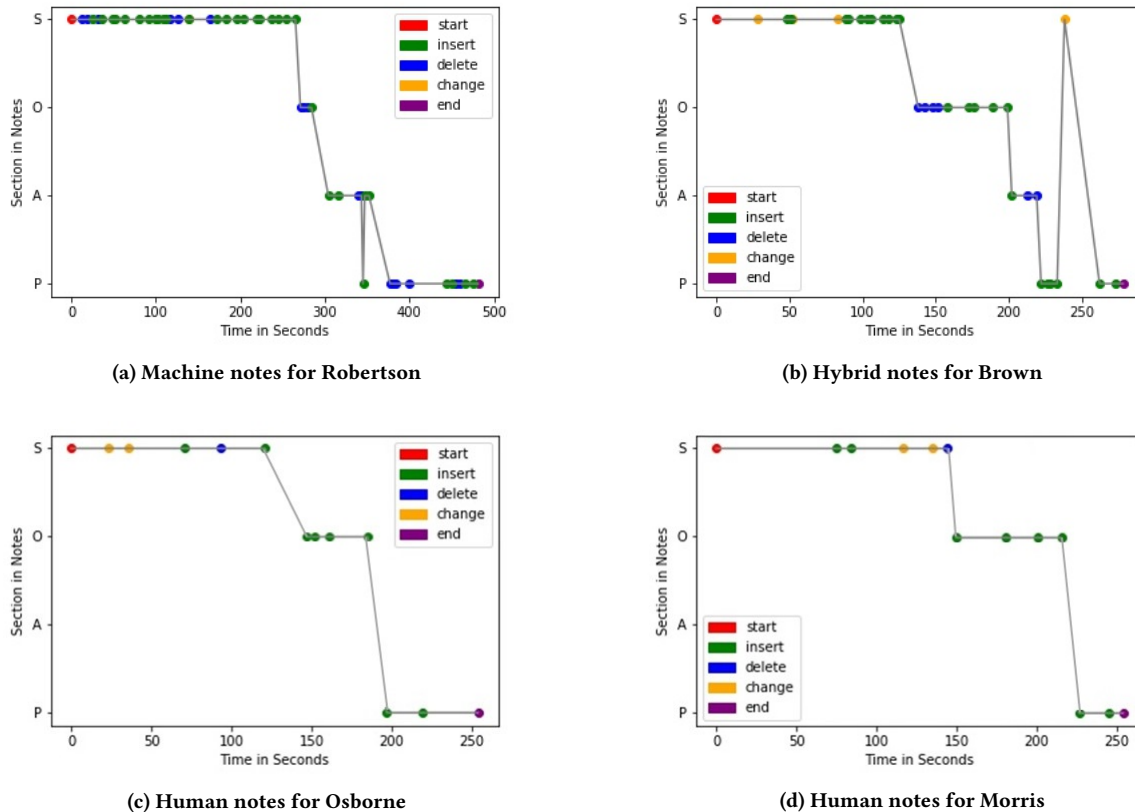 S
O
A
P
Section in Notes
0 100 200 300 400 500
Time in Seconds
start
insert
delete
change
end
(a) Machine notes for Robertson
S
O
A
P
Section in Notes
0 50 100 150 200 250
Time in Seconds
start
insert
delete
change
end
(b) Hybrid notes for Brown
S
O
A
P
Section in Notes
0 50 100 150 200 250
Time in Seconds
start
insert
delete
change
end
(c) Human notes for Osborne
S
O
A
P
Section in Notes
0 50 100 150 200 250
Time in Seconds
start
insert
delete
change
end
(d) Human notes for Morris